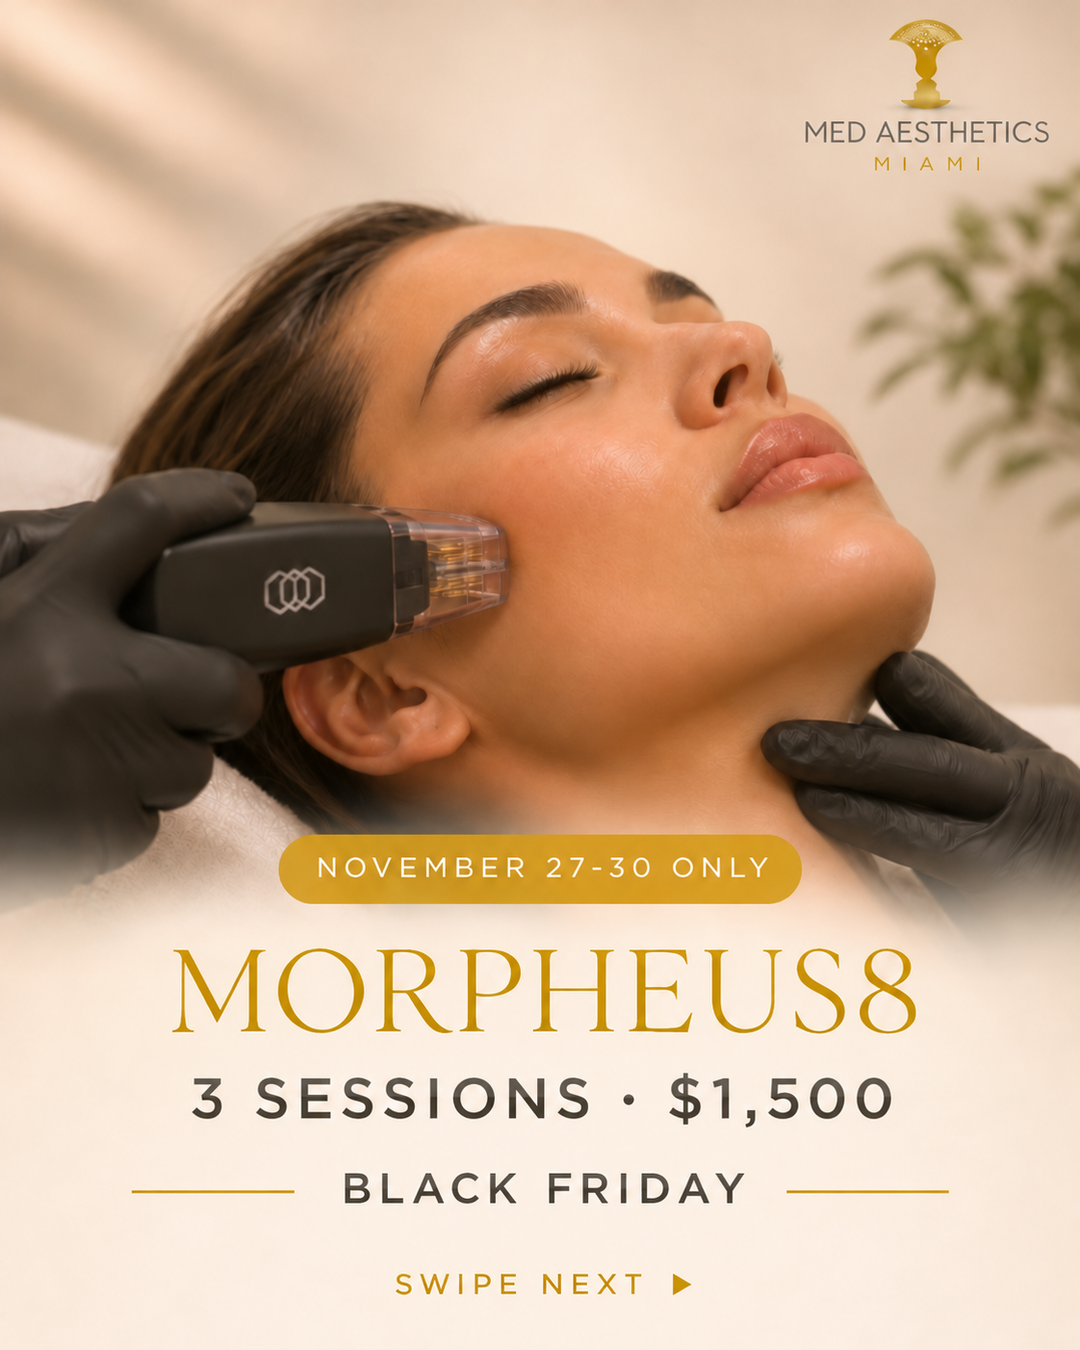 MED AESTHETICS
MIAMI
NOVEMBER 27-30 ONLY
MORPHEUS8
3 SESSIONS · $1,500
BLACK FRIDAY
SWIPE NEXT ▶